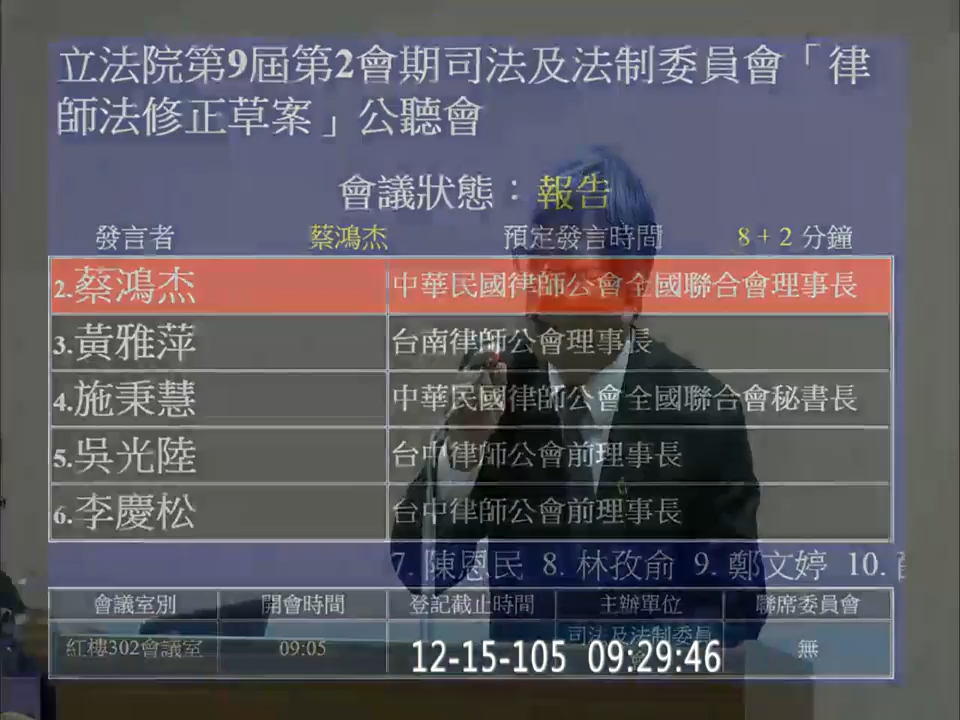 立法院第9屆第2會期司法及法制委員會「律
師法修正草案」公聽會
會議狀態：報告
發言者 蔡鴻杰 預定發言時間 8 + 2 分鐘
2.蔡鴻杰 中華民國律師公會全國聯合會理事長
3.黃雅萍 台南律師公會理事長
4.施秉慧 中華民國律師公會全國聯合會秘書長
5.吳光陸 台中律師公會前理事長
6.李慶松 台中律師公會前理事長
7. 陳恩民 8. 林孜俞 9. 鄭文婷 10.
會議室別 開會時間 登記截止時間 主辦單位 聯席委員會
紅樓302會議室 09:05 司法及法制委員 無
12-15-105 09:29:46